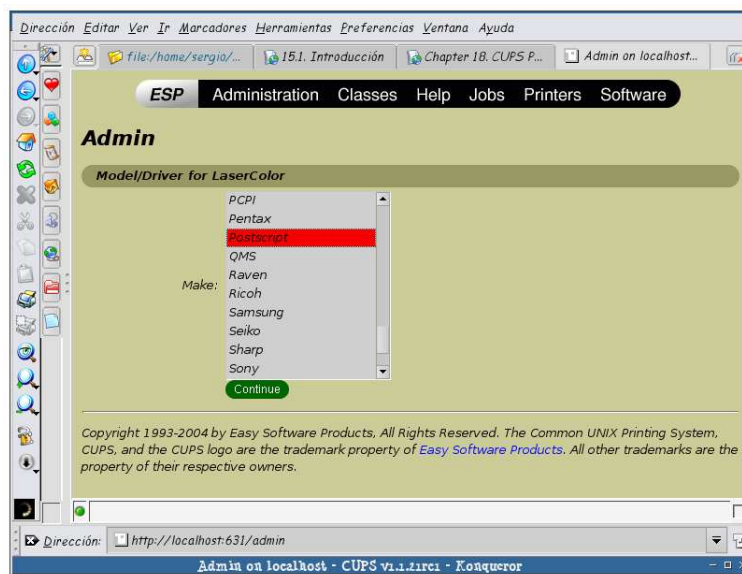 Dirección Editar Ver Ir Marcadores Herramientas Preferencias Ventana Ayuda
file:/home/sergio/... 15.1. Introducción Chapter 18. CUPS P... Admin on localhost...
ESP Administration Classes Help Jobs Printers Software
Admin
Model/Driver for LaserColor
PCPI
Pentax
Postscript
QMS
Raven
Make:
Ricoh
Samsung
Seiko
Sharp
Sony
Continue
Copyright 1993-2004 by Easy Software Products, All Rights Reserved. The Common UNIX Printing System,
CUPS, and the CUPS logo are the trademark property of Easy Software Products. All other trademarks are the
property of their respective owners.
Dirección: http://localhost:631/admin
Admin on localhost - CUPS v1.1.21rc1 - Konqueror